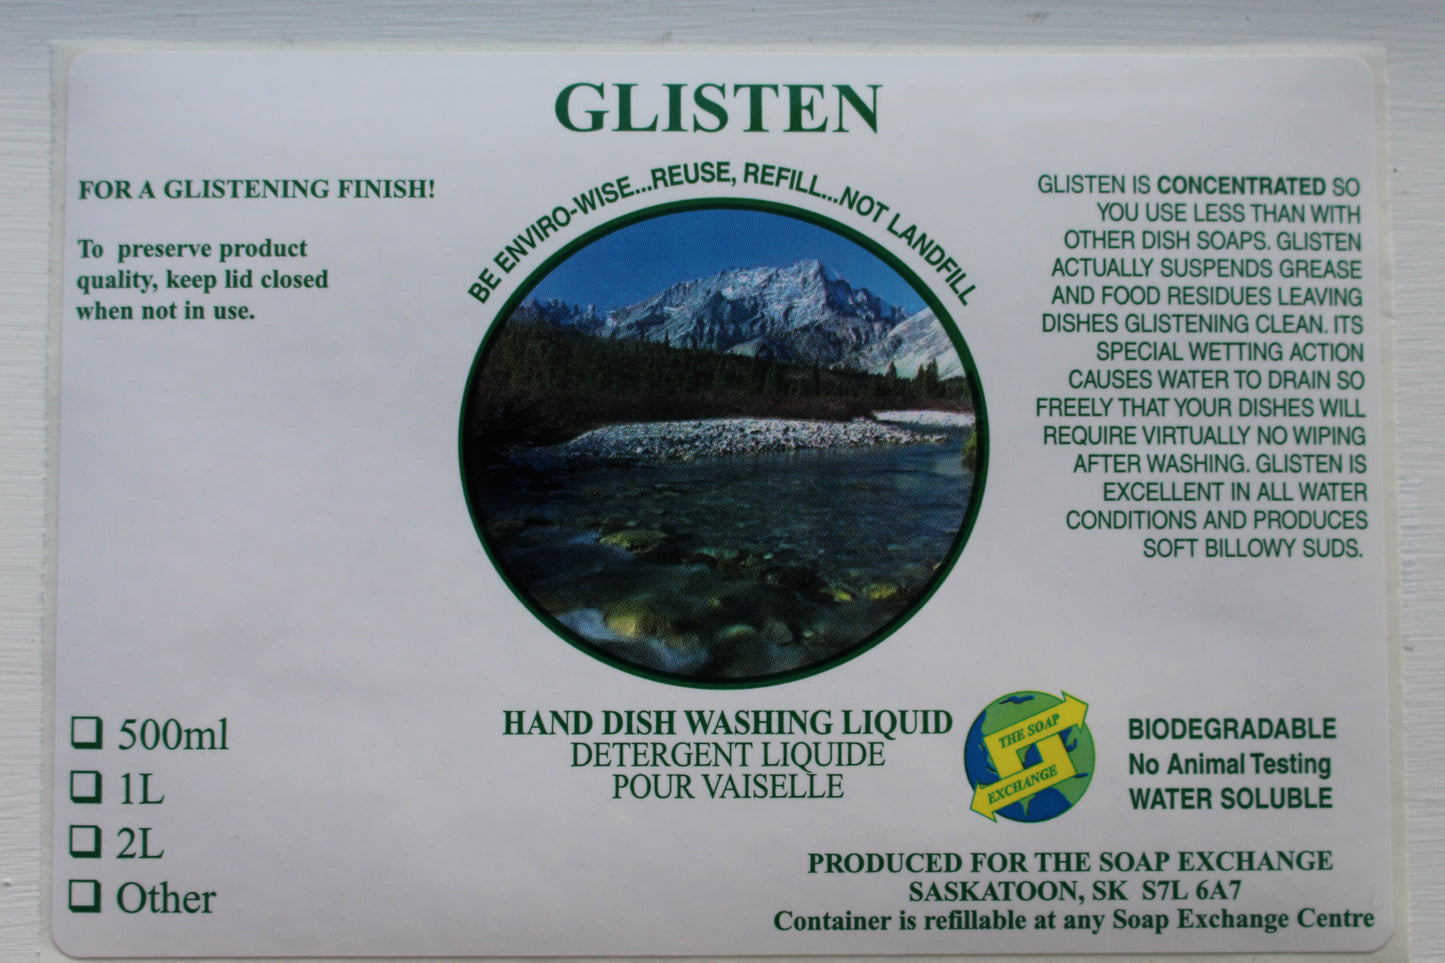 GLISTEN
BE ENVIRO-WISE...REUSE, REFILL...NOT LANDFILL
FOR A GLISTENING FINISH!
To preserve product
quality, keep lid closed
when not in use.
GLISTEN IS CONCENTRATED SO
YOU USE LESS THAN WITH
OTHER DISH SOAPS. GLISTEN
ACTUALLY SUSPENDS GREASE
AND FOOD RESIDUES LEAVING
DISHES GLISTENING CLEAN. ITS
SPECIAL WETTING ACTION
CAUSES WATER TO DRAIN SO
FREELY THAT YOUR DISHES WILL
REQUIRE VIRTUALLY NO WIPING
AFTER WASHING. GLISTEN IS
EXCELLENT IN ALL WATER
CONDITIONS AND PRODUCES
SOFT BILLOWY SUDS.
500ml
1L
2L
Other
HAND DISH WASHING LIQUID
DETERGENT LIQUIDE
POUR VAISELLE
THE SOAP
EXCHANGE
BIODEGRADABLE
No Animal Testing
WATER SOLUBLE
PRODUCED FOR THE SOAP EXCHANGE
SASKATOON, SK S7L 6A7
Container is refillable at any Soap Exchange Centre